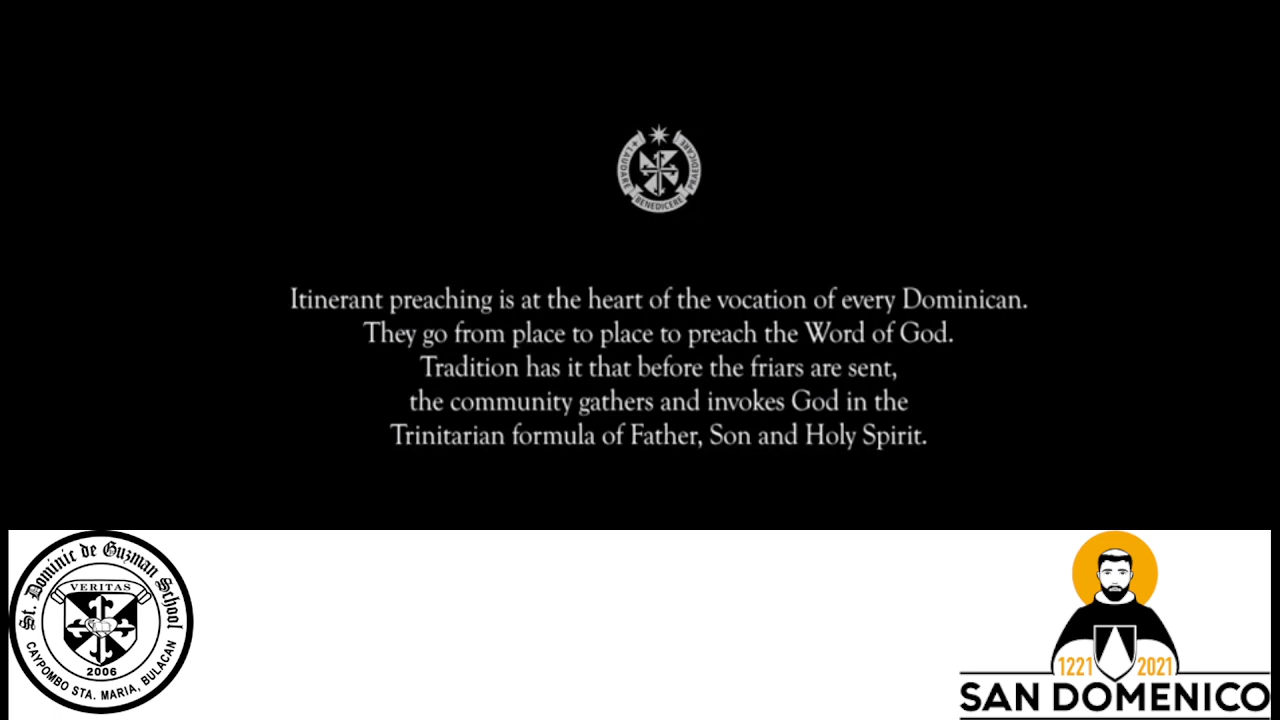 LAUDARE
BENEDICERE
PRAEDICARE
Itinerant preaching is at the heart of the vocation of every Dominican.
They go from place to place to preach the Word of God.
Tradition has it that before the friars are sent,
the community gathers and invokes God in the
Trinitarian formula of Father, Son and Holy Spirit.
St. Dominic de Guzman School
VERITAS
2006
CAYPOMBO STA. MARIA, BULACAN
1221 2021
SAN DOMENICO